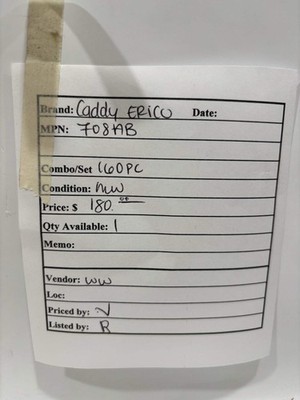 Brand: Caddy ERICO Date:
MPN: 708AB
Combo/Set 160PC
Condition: new
Price: $ 180.00
Qty Available: 1
Memo:
Vendor: WW
Loc:
Priced by: V
Listed by: R